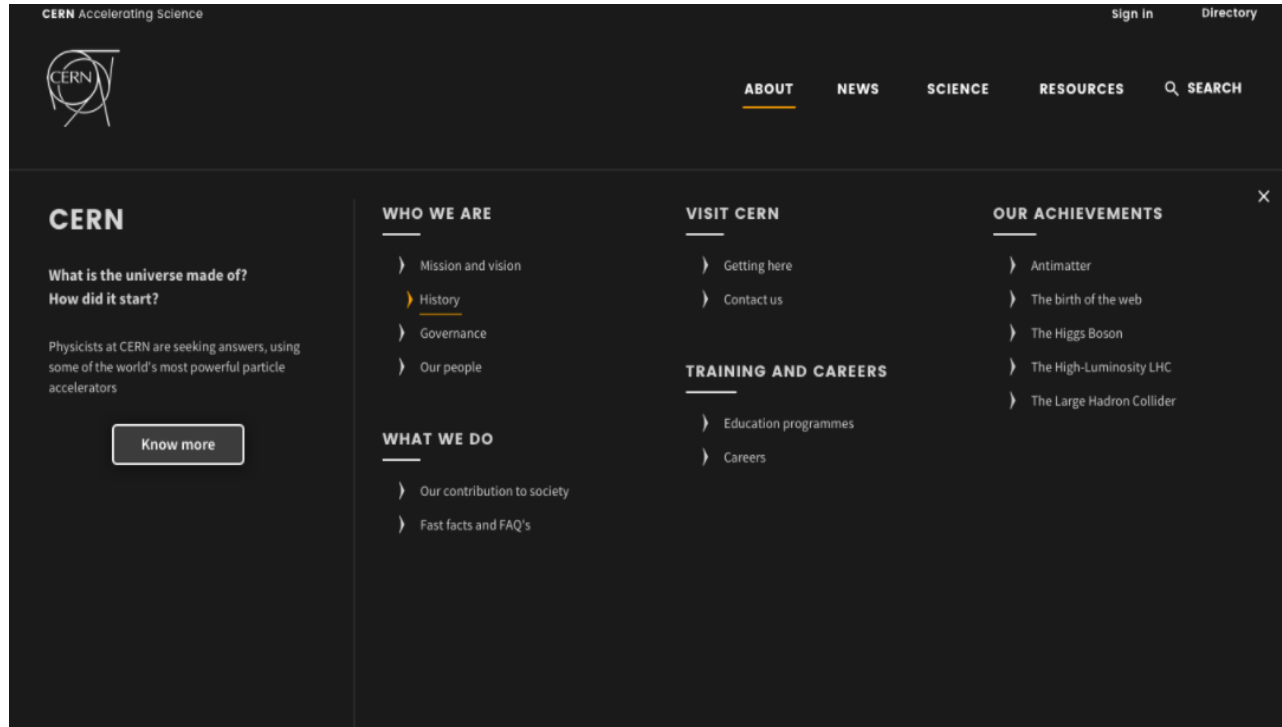 CERN Accelerating Science
Sign in
Directory
CERN
ABOUT
NEWS
SCIENCE
RESOURCES
SEARCH
CERN
What is the universe made of?
How did it start?
Physicists at CERN are seeking answers, using
some of the world's most powerful particle
accelerators
Know more
WHO WE ARE
Mission and vision
History
Governance
Our people
WHAT WE DO
Our contribution to society
Fast facts and FAQ's
VISIT CERN
Getting here
Contact us
TRAINING AND CAREERS
Education programmes
Careers
OUR ACHIEVEMENTS
Antimatter
The birth of the web
The Higgs Boson
The High-Luminosity LHC
The Large Hadron Collider